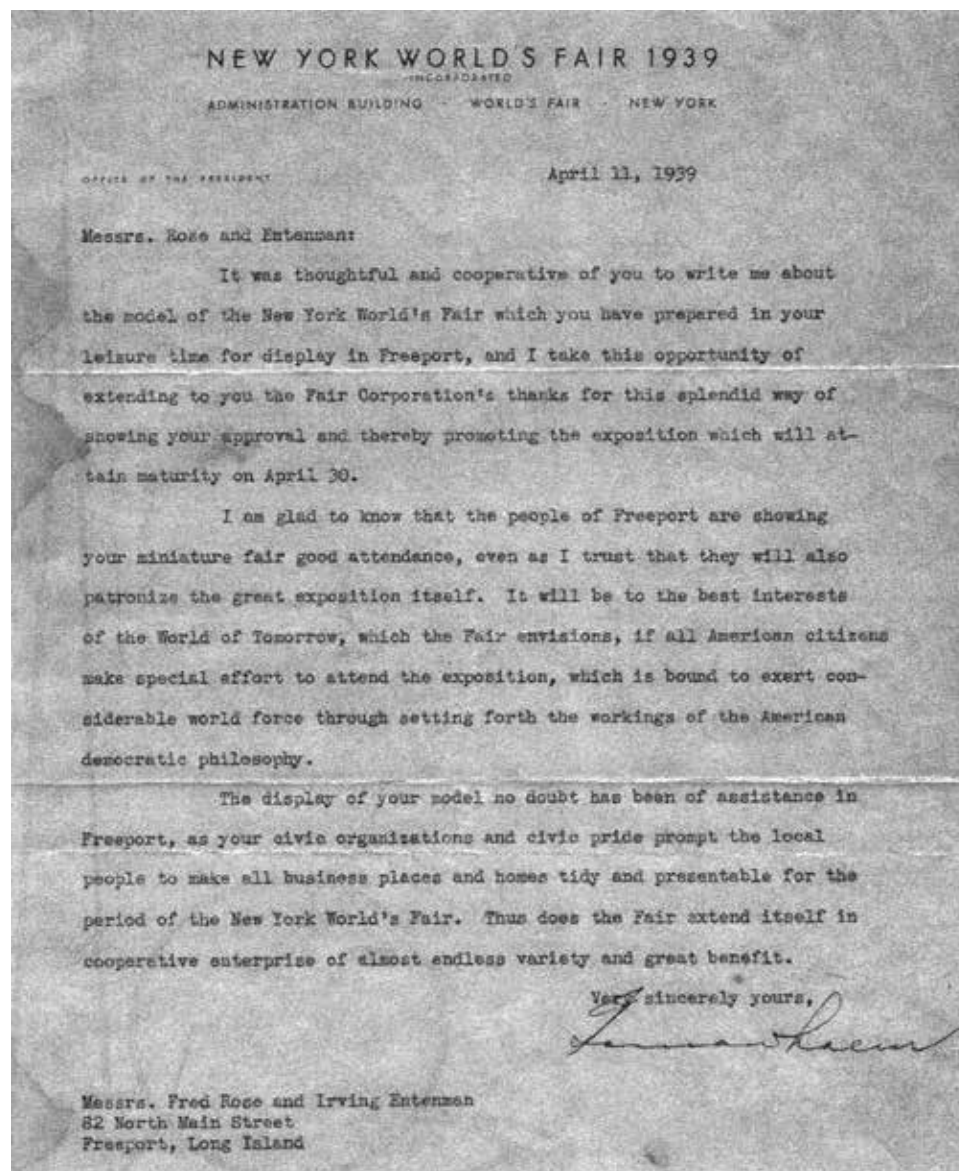 NEW YORK WORLD'S FAIR 1939
INCORPORATED
ADMINISTRATION BUILDING · WORLD'S FAIR · NEW YORK
OFFICE OF THE PRESIDENT
April 11, 1939
Messrs. Rose and Entenman:
It was thoughtful and cooperative of you to write me about
the model of the New York World's Fair which you have prepared in your
leisure time for display in Freeport, and I take this opportunity of
extending to you the Fair Corporation's thanks for this splendid way of
showing your approval and thereby promoting the exposition which will at-
tain maturity on April 30.
I am glad to know that the people of Freeport are showing
your miniature fair good attendance, even as I trust that they will also
patronize the great exposition itself. It will be to the best interests
of the World of Tomorrow, which the Fair envisions, if all American citizens
make special effort to attend the exposition, which is bound to exert con-
siderable world force through setting forth the workings of the American
democratic philosophy.
The display of your model no doubt has been of assistance in
Freeport, as your civic organizations and civic pride prompt the local
people to make all business places and homes tidy and presentable for the
period of the New York World's Fair. Thus does the Fair extend itself in
cooperative enterprise of almost endless variety and great benefit.
Very sincerely yours,
Messrs. Fred Rose and Irving Entenman
82 North Main Street
Freeport, Long Island